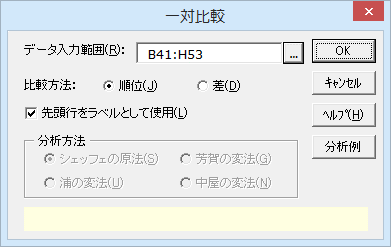 一対比較
データ入力範囲(R): B41:H53 ... OK
比較方法: 順位(J) 差(D) キャンセル
先頭行をラベルとして使用(L) ヘルプ(H)
分析方法 分析例
シェッフェの原法(S) 芳賀の変法(G)
浦の変法(U) 中屋の変法(N)